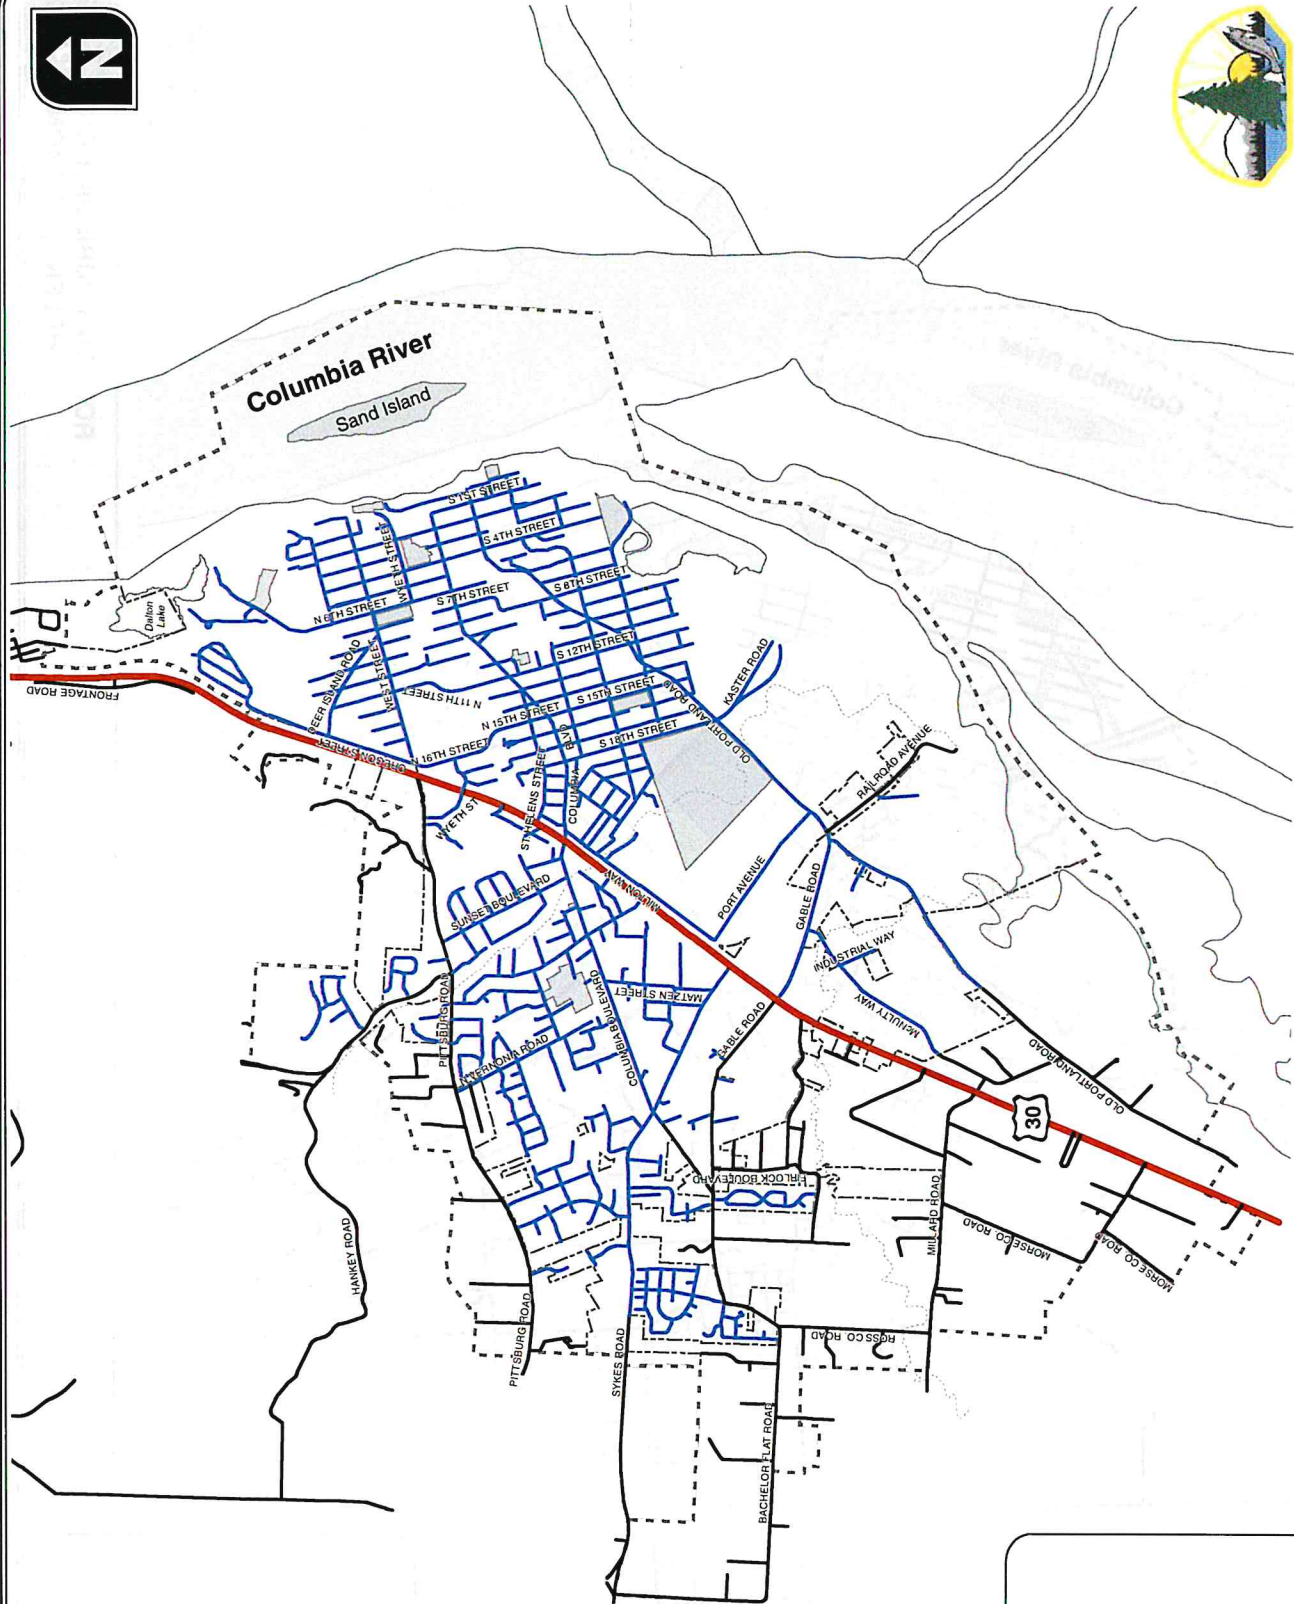 N
Columbia River
Sand Island
Dalton
Lake
FRONTAGE ROAD
DEER ISLAND ROAD
OREGON STREET
WEST STREET
N 6TH STREET
WYETH STREET
S 1ST STREET
S 4TH STREET
S 7TH STREET
S 8TH STREET
S 12TH STREET
N 11TH STREET
N 15TH STREET
S 15TH STREET
N 16TH STREET
S 18TH STREET
OLD PORTLAND ROAD
KASTER ROAD
WYETH ST
ST HELENS STREET
COLUMBIA BLVD
MILTON WAY
SUNSET BOULEVARD
PORT AVENUE
RAILROAD AVENUE
GABLE ROAD
INDUSTRIAL WAY
McNULTY WAY
MATZEN STREET
COLUMBIA BOULEVARD
GABLE ROAD
PITTSBURG ROAD
N VERNONIA ROAD
OLD PORTLAND ROAD
30
FIRLOCK BOULEVARD
MILLARD ROAD
MORSE CO. ROAD
MORSE CO. ROAD
HANKEY ROAD
PITTSBURG ROAD
SYKES ROAD
ROSS CO. ROAD
BACHELOR FLAT ROAD